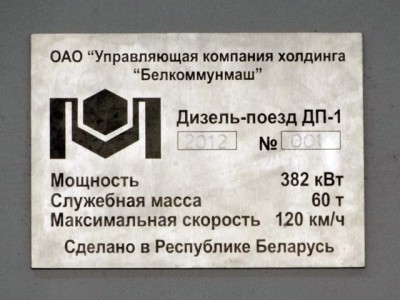 ОАО “Управляющая компания холдинга
“Белкоммунмаш”
Дизель-поезд ДП-1
2012 № 001
Мощность 382 кВт
Служебная масса 60 т
Максимальная скорость 120 км/ч
Сделано в Республике Беларусь